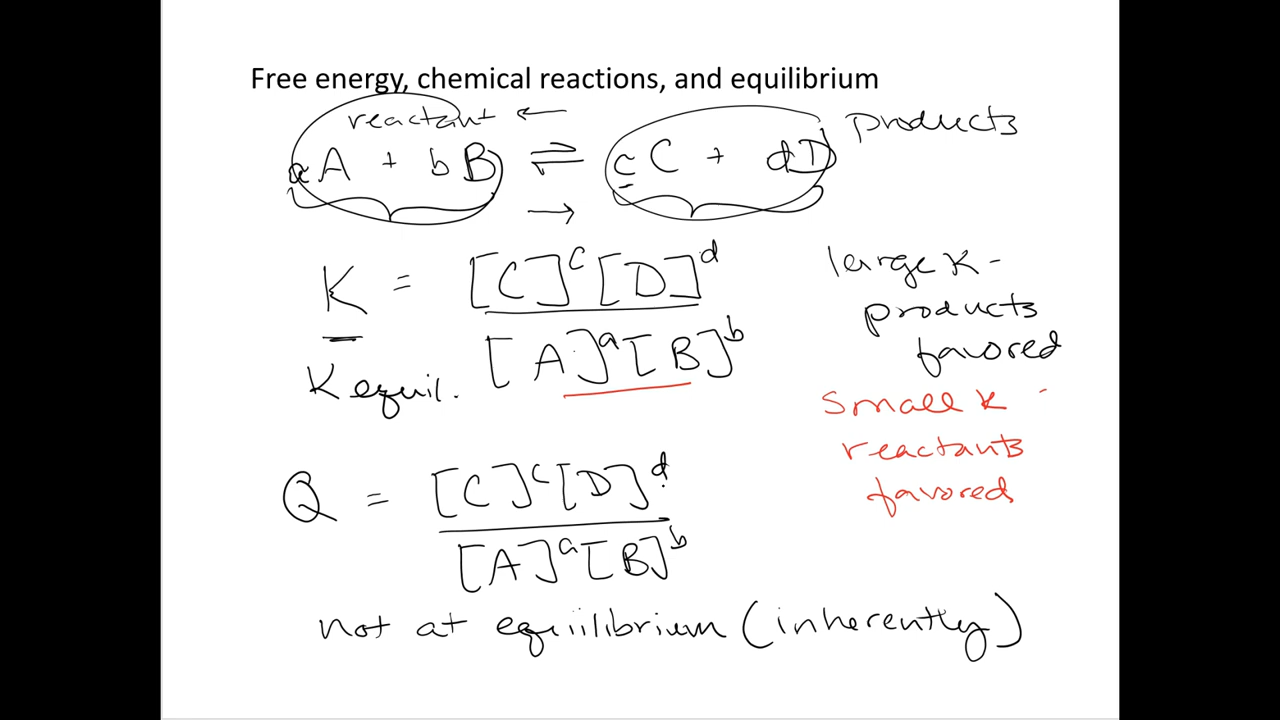 Free energy, chemical reactions, and equilibrium
reactant ←
products
aA + bB ⇌ cC + dD
→
K = [C]ᶜ[D]ᵈ
[A]ᵃ[B]ᵇ
K equil.
large K -
products
favored
small K -
reactants
favored
Q = [C]ᶜ[D]ᵈ
[A]ᵃ[B]ᵇ
not at equiilibrium (inherently)